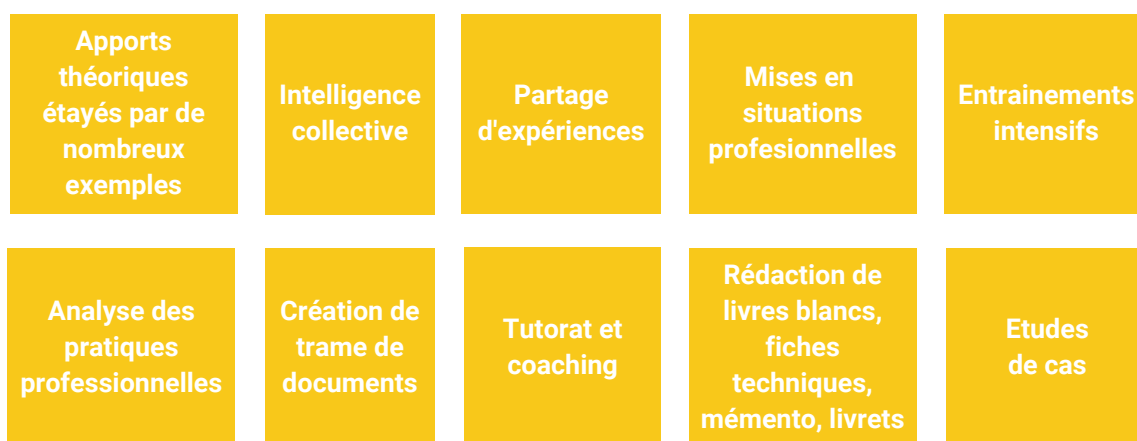 Apports
théoriques
étayés par de
nombreux
exemples
Intelligence
collective
Partage
d'expériences
Mises en
situations
profesionnelles
Entrainements
intensifs
Analyse des
pratiques
professionnelles
Création de
trame de
documents
Tutorat et
coaching
Rédaction de
livres blancs,
fiches
techniques,
mémento, livrets
Etudes
de cas